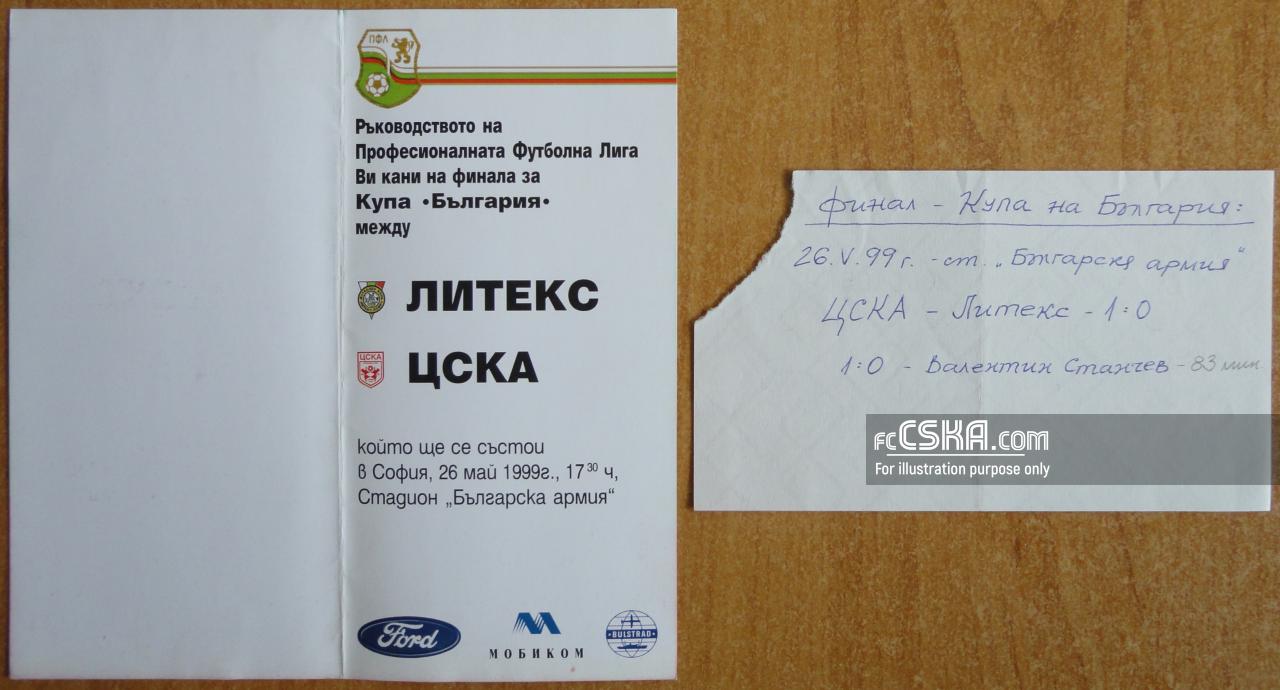 ПФЛ
Ръководството на
Професионалната Футболна Лига
Ви кани на финала за
Купа •България•
между
ЛИТЕКС
ЦСКА
ЦСКА
който ще се състои
в София, 26 май 1999г., 17³⁰ ч,
Стадион „Българска армия“
Ford
МОБИКОМ
BULSTRAD
финал - Купа на България:
26.V.99 г. - ст. „Българска армия“
ЦСКА - Литекс - 1:0
1:0 - Валентин Станчев - 83 мин.
fcCSKA.com
For illustration purpose only